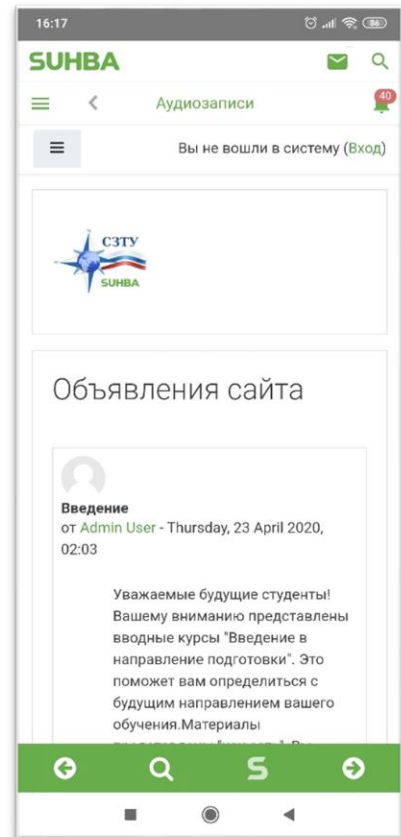 16:17
86
SUHBA
Аудиозаписи
40
Вы не вошли в систему (Вход)
СЗТУ
SUHBA
Объявления сайта
Введение
от Admin User - Thursday, 23 April 2020,
02:03
Уважаемые будущие студенты!
Вашему вниманию представлены
вводные курсы "Введение в
направление подготовки". Это
поможет вам определиться с
будущим направлением вашего
обучения.Материалы
S